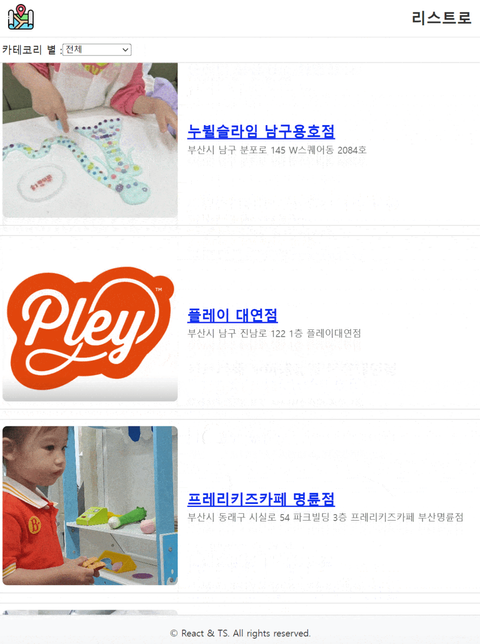 리스트로
카테코리 별 :전체
누뷜슬라임 남구용호점
부산시 남구 분포로 145 W스퀘어동 2084호
Pley™
플레이 대연점
부산시 남구 진남로 122 1층 플레이대연점
프레리키즈카페 명륜점
부산시 동래구 시실로 54 파크빌딩 3층 프레리키즈카페 부산명륜점
© React & TS. All rights reserved.